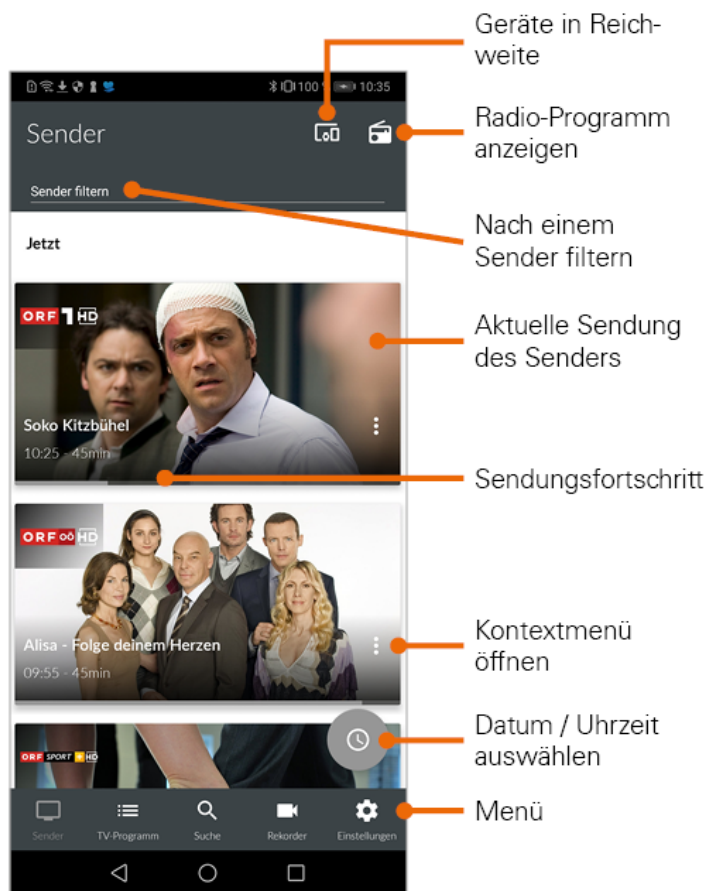 Geräte in Reich-
weite
100 % 10:35
Sender
Radio-Programm
anzeigen
Sender filtern
Nach einem
Sender filtern
Jetzt
ORF 1 HD
Aktuelle Sendung
des Senders
Soko Kitzbühel
10:25 - 45min
Sendungsfortschritt
ORF OÖ HD
Alisa - Folge deinem Herzen
09:55 - 45min
Kontextmenü
öffnen
Datum / Uhrzeit
auswählen
ORF SPORT + HD
Menü
Sender TV-Programm Suche Rekorder Einstellungen